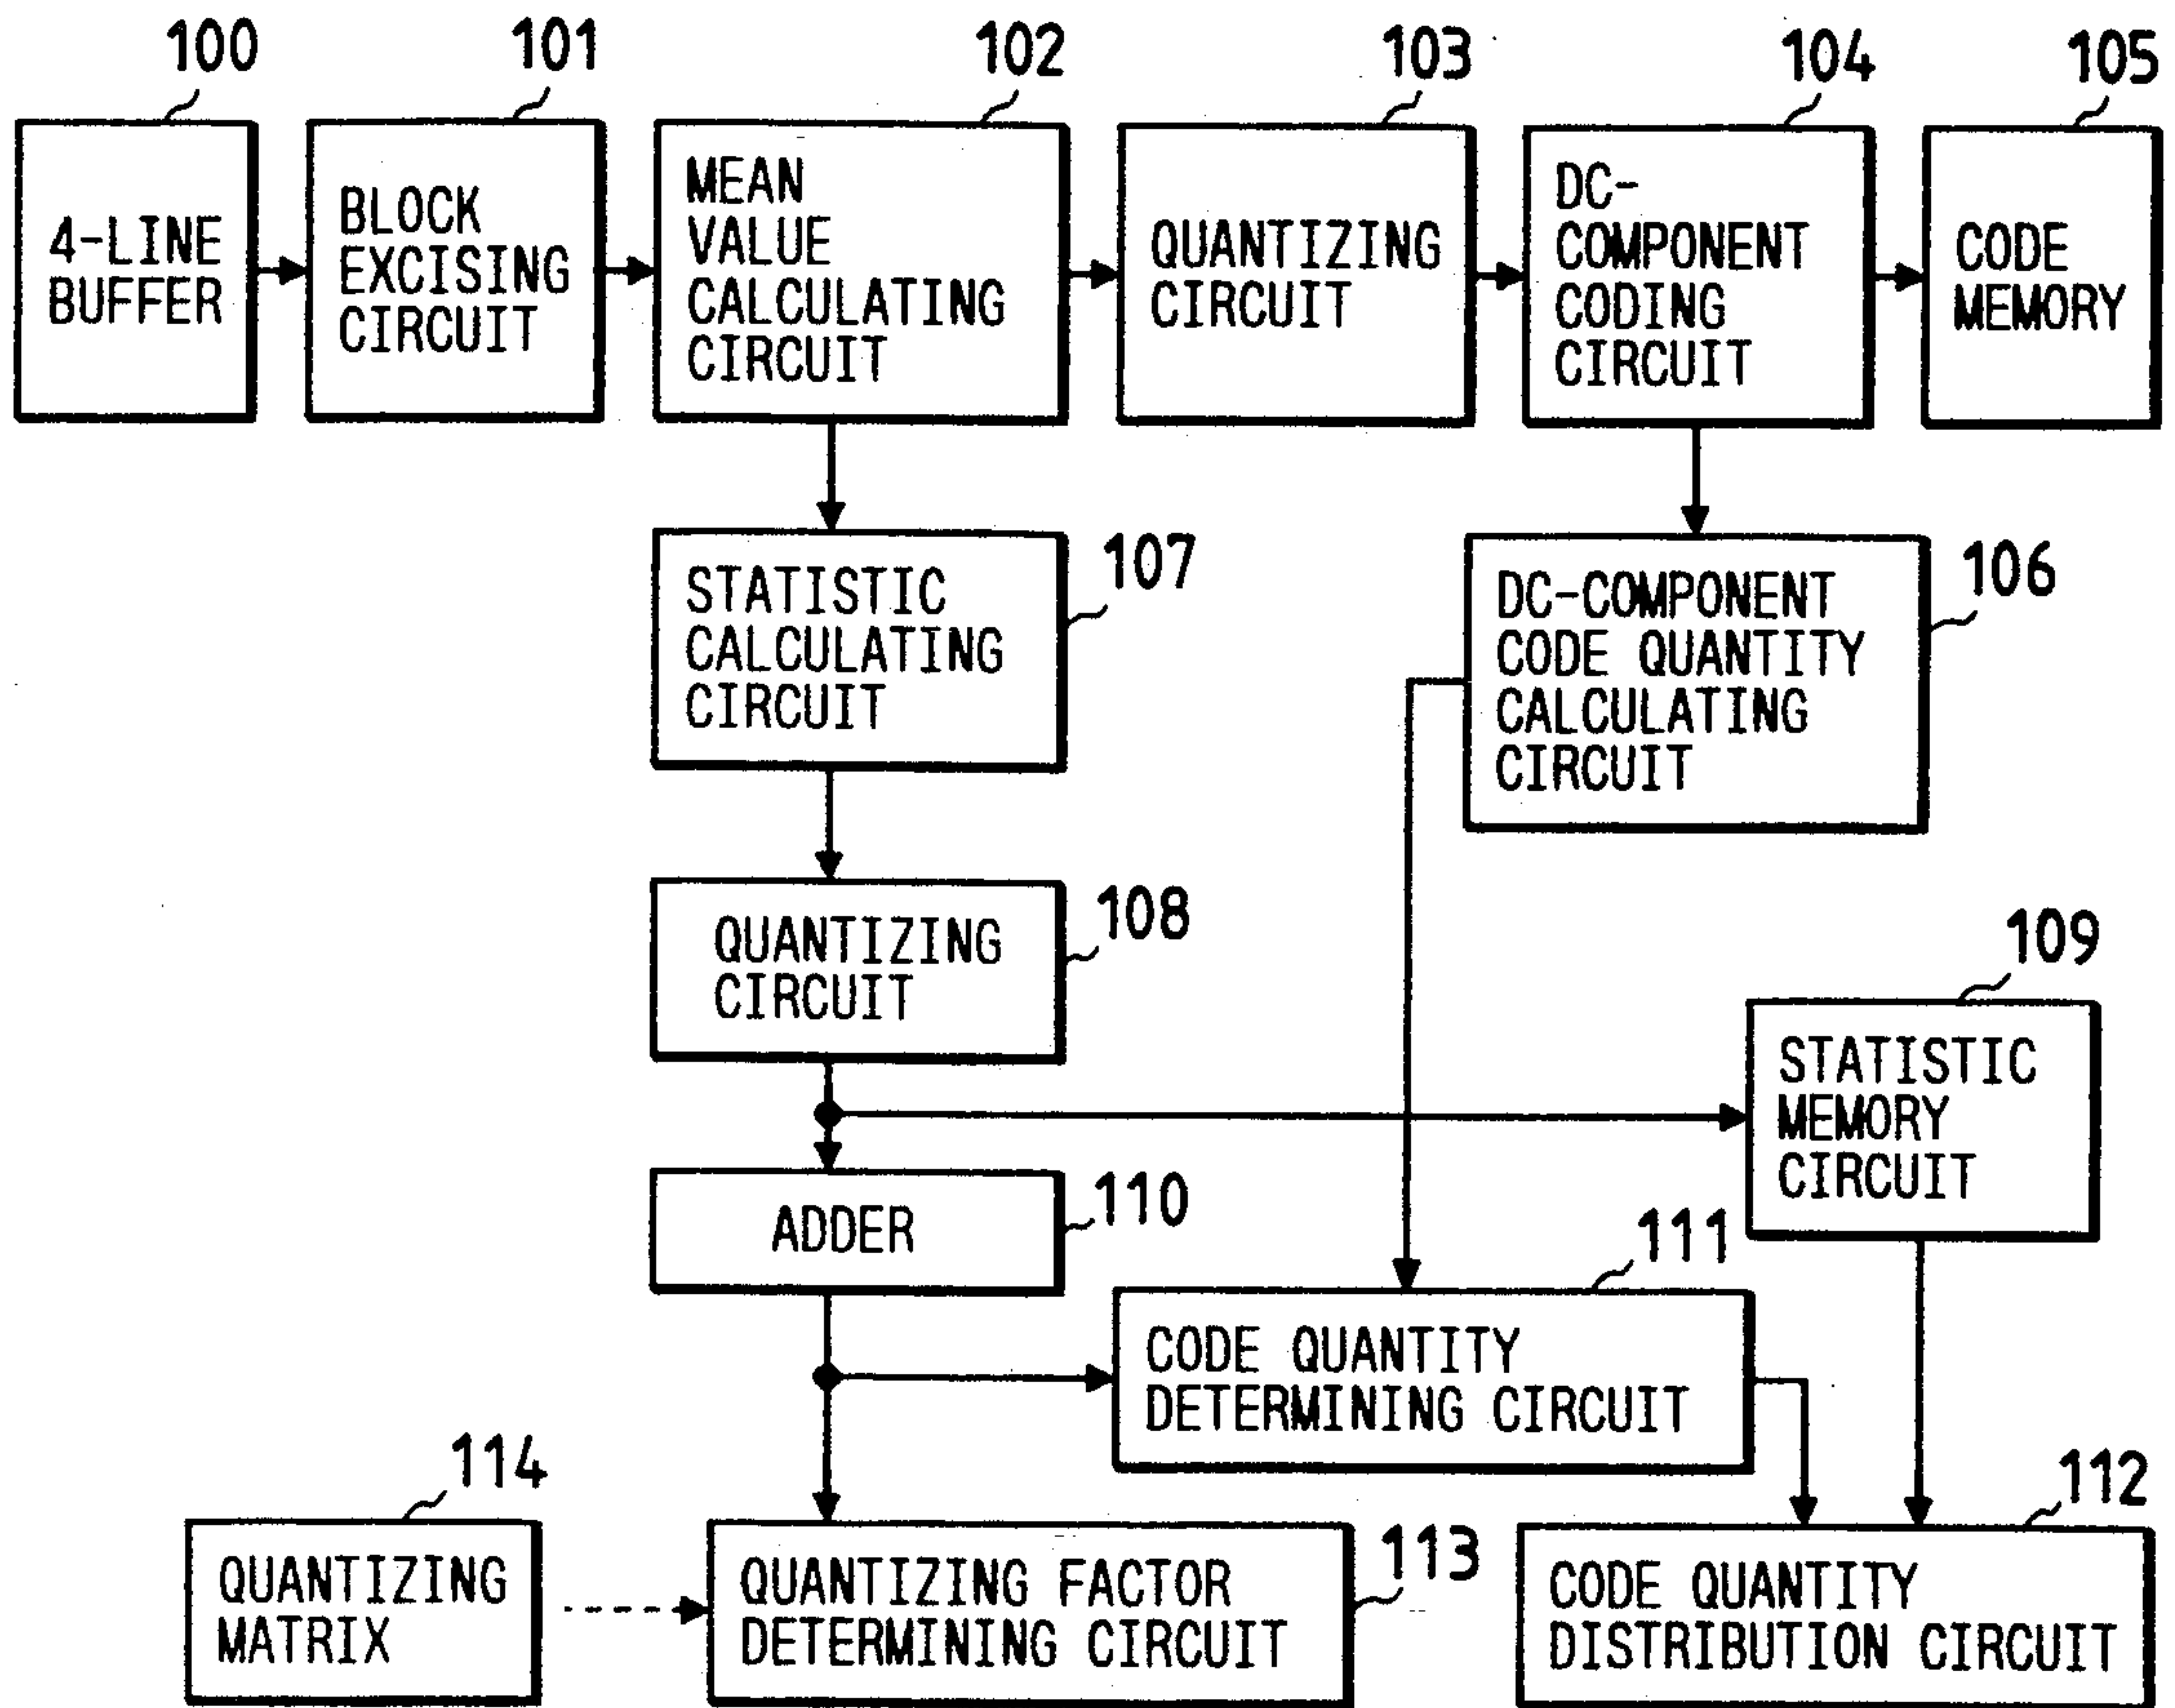 100
101
102
103
104
105
4-LINE
BUFFER
BLOCK
EXCISING
CIRCUIT
MEAN
VALUE
CALCULATING
CIRCUIT
QUANTIZING
CIRCUIT
DC-
COMPONENT
CODING
CIRCUIT
CODE
MEMORY
107
STATISTIC
CALCULATING
CIRCUIT
106
DC-COMPONENT
CODE QUANTITY
CALCULATING
CIRCUIT
108
QUANTIZING
CIRCUIT
109
STATISTIC
MEMORY
CIRCUIT
110
ADDER
111
CODE QUANTITY
DETERMINING CIRCUIT
114
QUANTIZING
MATRIX
113
QUANTIZING FACTOR
DETERMINING CIRCUIT
112
CODE QUANTITY
DISTRIBUTION CIRCUIT